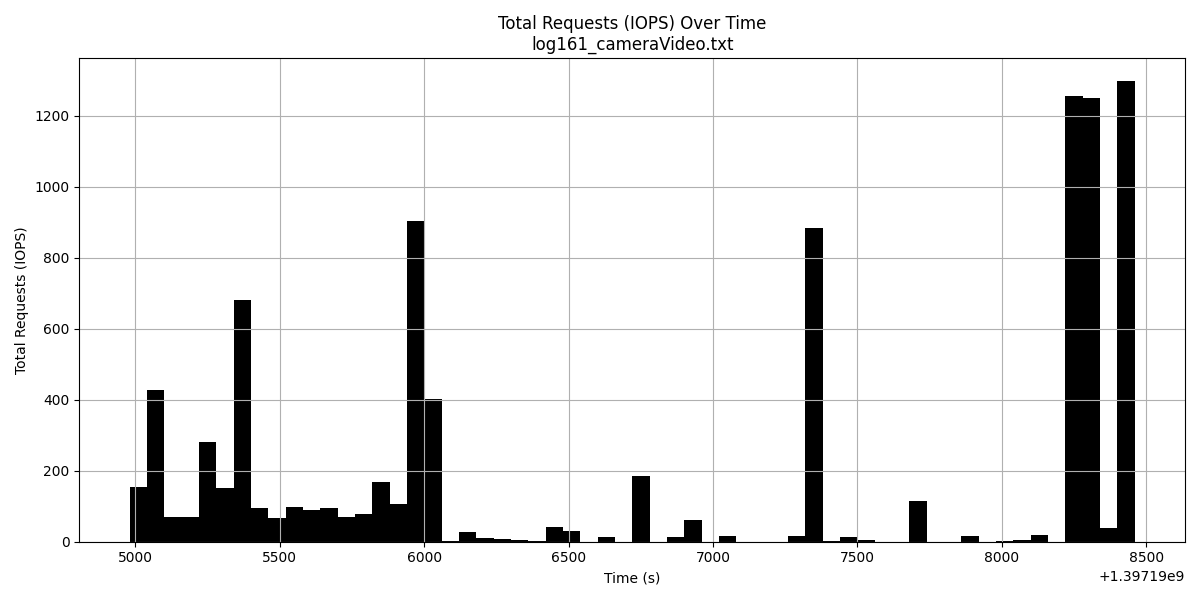 Total Requests (IOPS) Over Time
log161_cameraVideo.txt
Total Requests (IOPS)
1200
1000
800
600
400
200
0
5000 5500 6000 6500 7000 7500 8000 8500
+1.39719e9
Time (s)